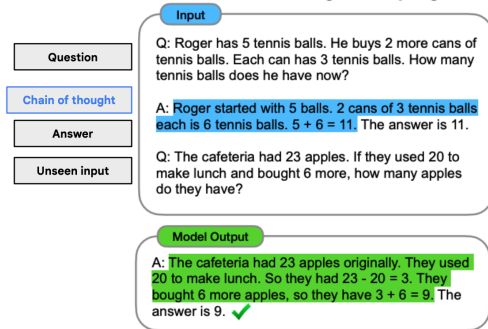 Input
Question
Chain of thought
Answer
Unseen input
Q: Roger has 5 tennis balls. He buys 2 more cans of
tennis balls. Each can has 3 tennis balls. How many
tennis balls does he have now?
A: Roger started with 5 balls. 2 cans of 3 tennis balls
each is 6 tennis balls. 5 + 6 = 11. The answer is 11.
Q: The cafeteria had 23 apples. If they used 20 to
make lunch and bought 6 more, how many apples
do they have?
Model Output
A: The cafeteria had 23 apples originally. They used
20 to make lunch. So they had 23 - 20 = 3. They
bought 6 more apples, so they have 3 + 6 = 9. The
answer is 9.